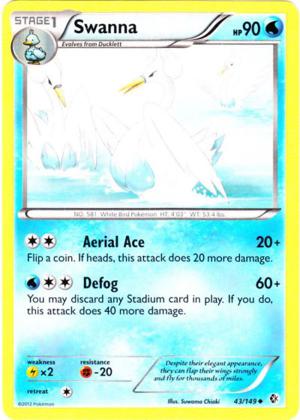 STAGE1
Swanna
HP90
Evolves from Ducklett
NO. 581 White Bird Pokémon HT: 4'03" WT: 53.4 lbs.
Aerial Ace 20+
Flip a coin. If heads, this attack does 20 more damage.
Defog 60+
You may discard any Stadium card in play. If you do,
this attack does 40 more damage.
weakness resistance
×2 -20
Despite their elegant appearance,
they can flap their wings strongly
and fly for thousands of miles.
retreat
©2012 Pokémon Illus. Suwama Chiaki 43/149